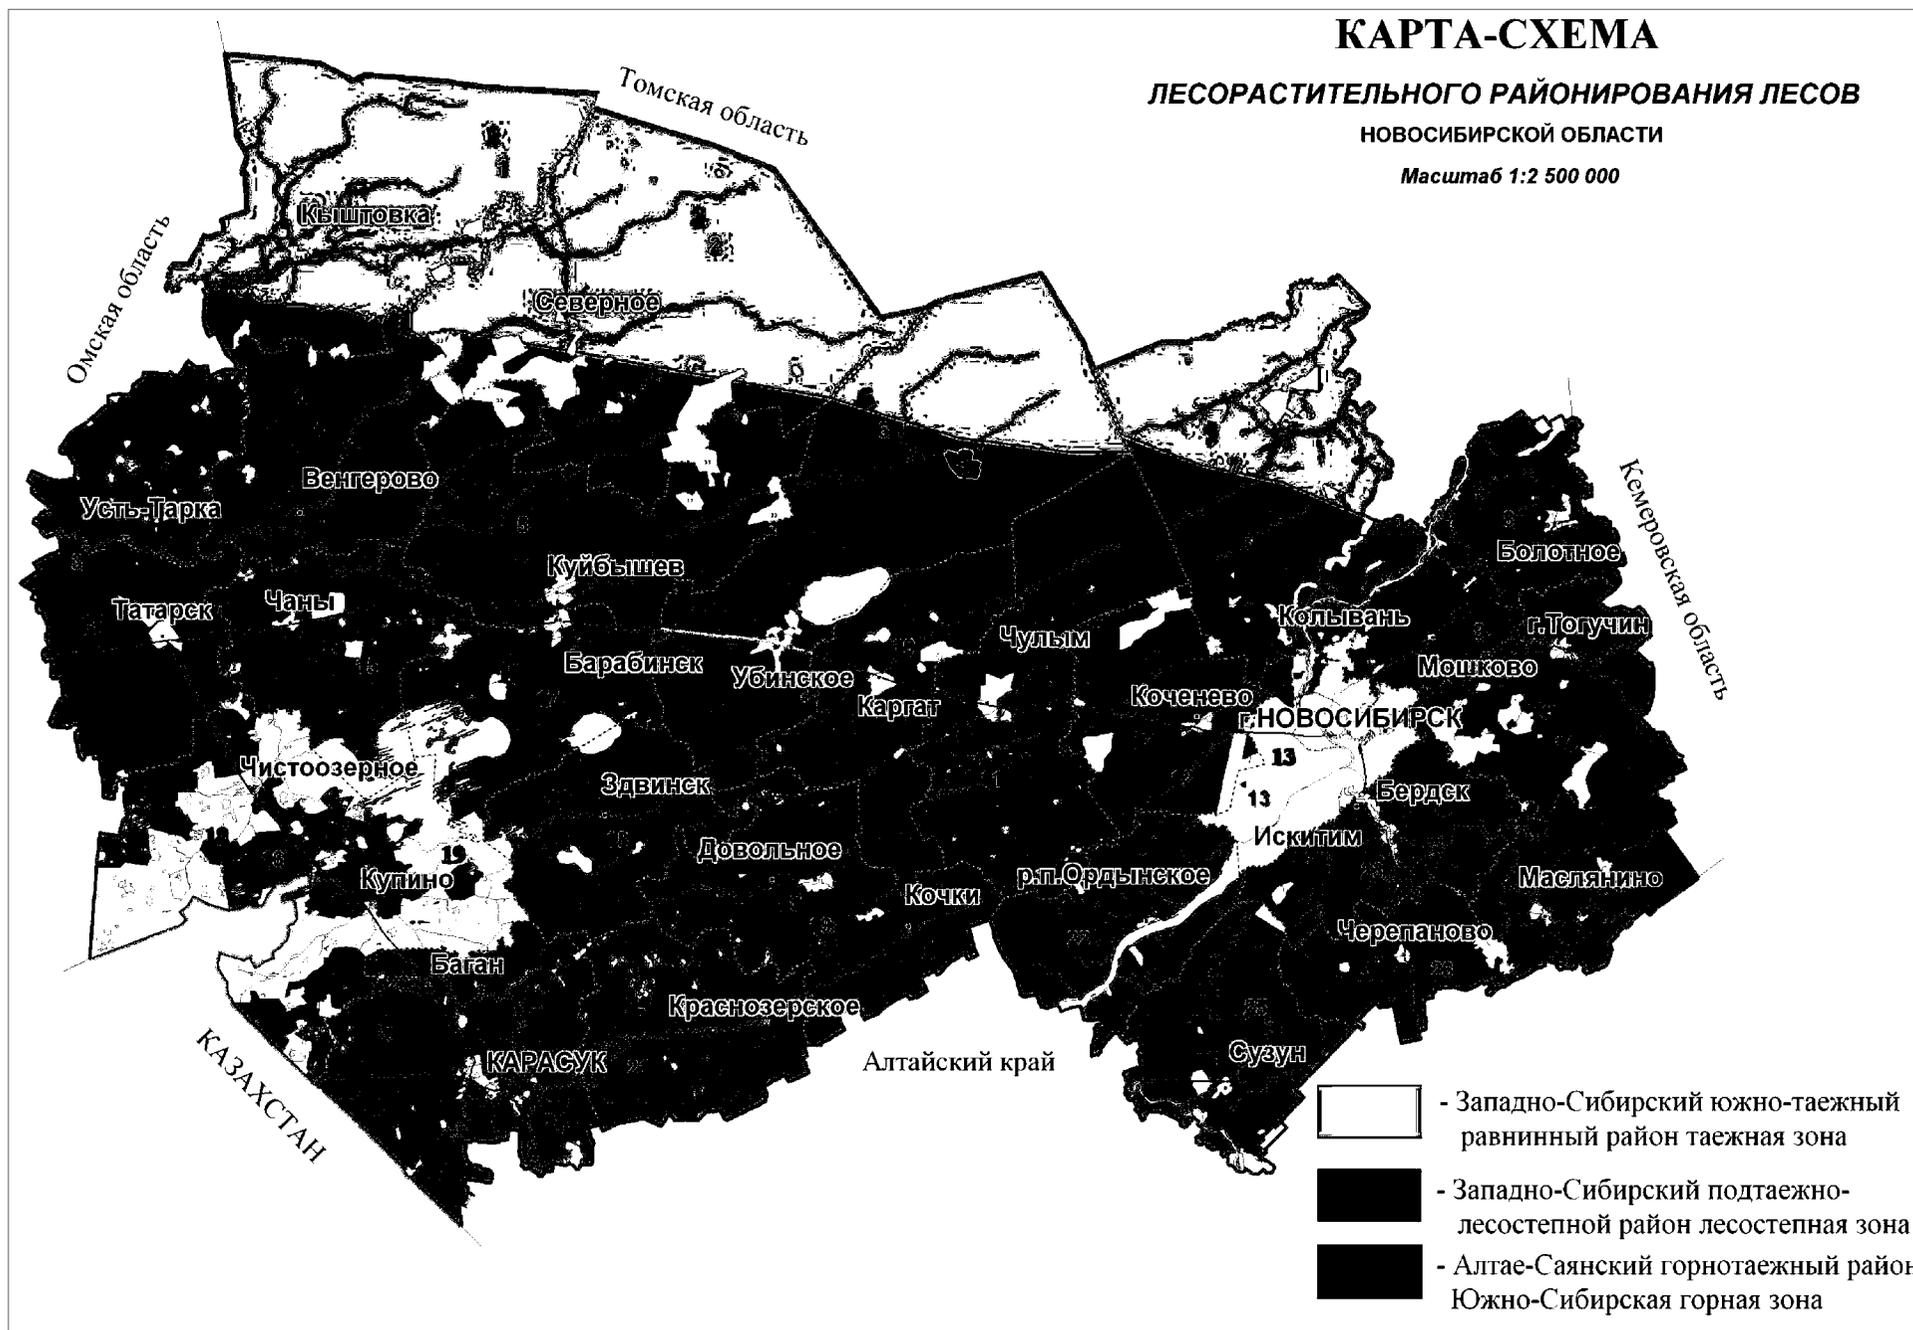 КАРТА-СХЕМА
ЛЕСОРАСТИТЕЛЬНОГО РАЙОНИРОВАНИЯ ЛЕСОВ
НОВОСИБИРСКОЙ ОБЛАСТИ
Масштаб 1:2 500 000
Томская область
Омская область
Кыштовка
Северное
Венгерово
Усть-Тарка
Кемеровская область
Болотное
Куйбышев
Чаны
Татарск
Колывань
г.Тогучин
Чулым
Барабинск
Мошково
Убинское
Коченево
Каргат
г.НОВОСИБИРСК
13
Чистоозерное
Здвинск
13
Бердск
18
Искитим
19
Довольное
Купино
р.п.Ордынское
Маслянино
Кочки
Черепаново
Баган
Краснозерское
КАЗАХСТАН
КАРАСУК
Алтайский край
Сузун
- Западно-Сибирский южно-таежный
равнинный район таежная зона
- Западно-Сибирский подтаежно-
лесостепной район лесостепная зона
- Алтае-Саянский горнотаежный район
Южно-Сибирская горная зона